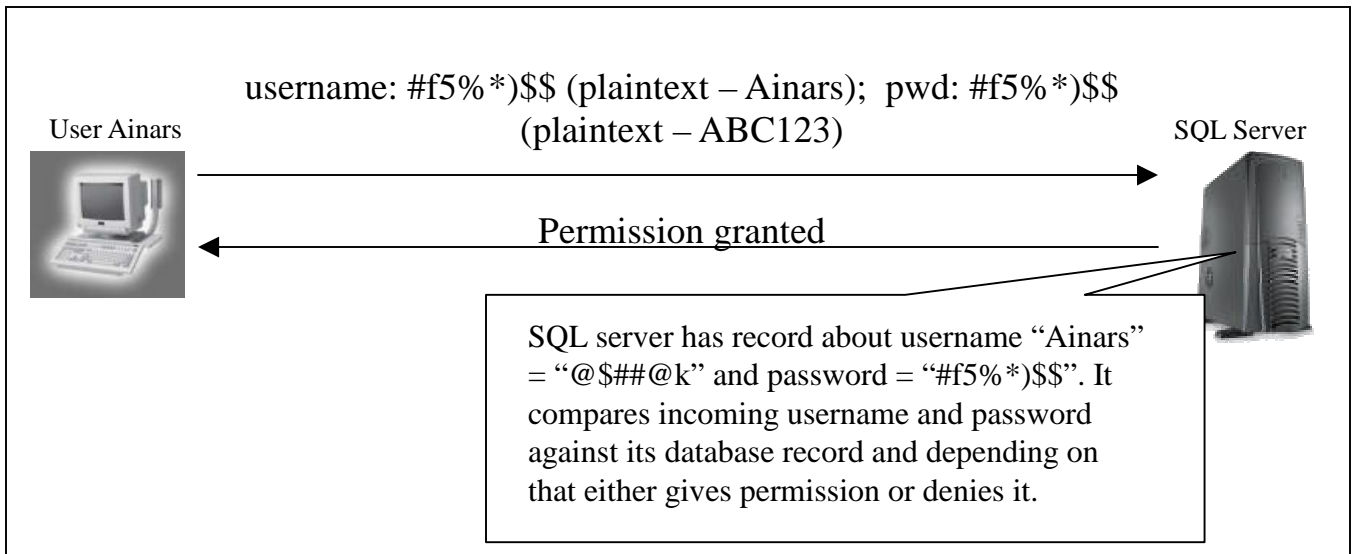 username: #f5%*)$$ (plaintext – Ainars);  pwd: #f5%*)$$
(plaintext – ABC123)
User Ainars
SQL Server
Permission granted
SQL server has record about username “Ainars”
= “@$##@k” and password = “#f5%*)$$”. It
compares incoming username and password
against its database record and depending on
that either gives permission or denies it.